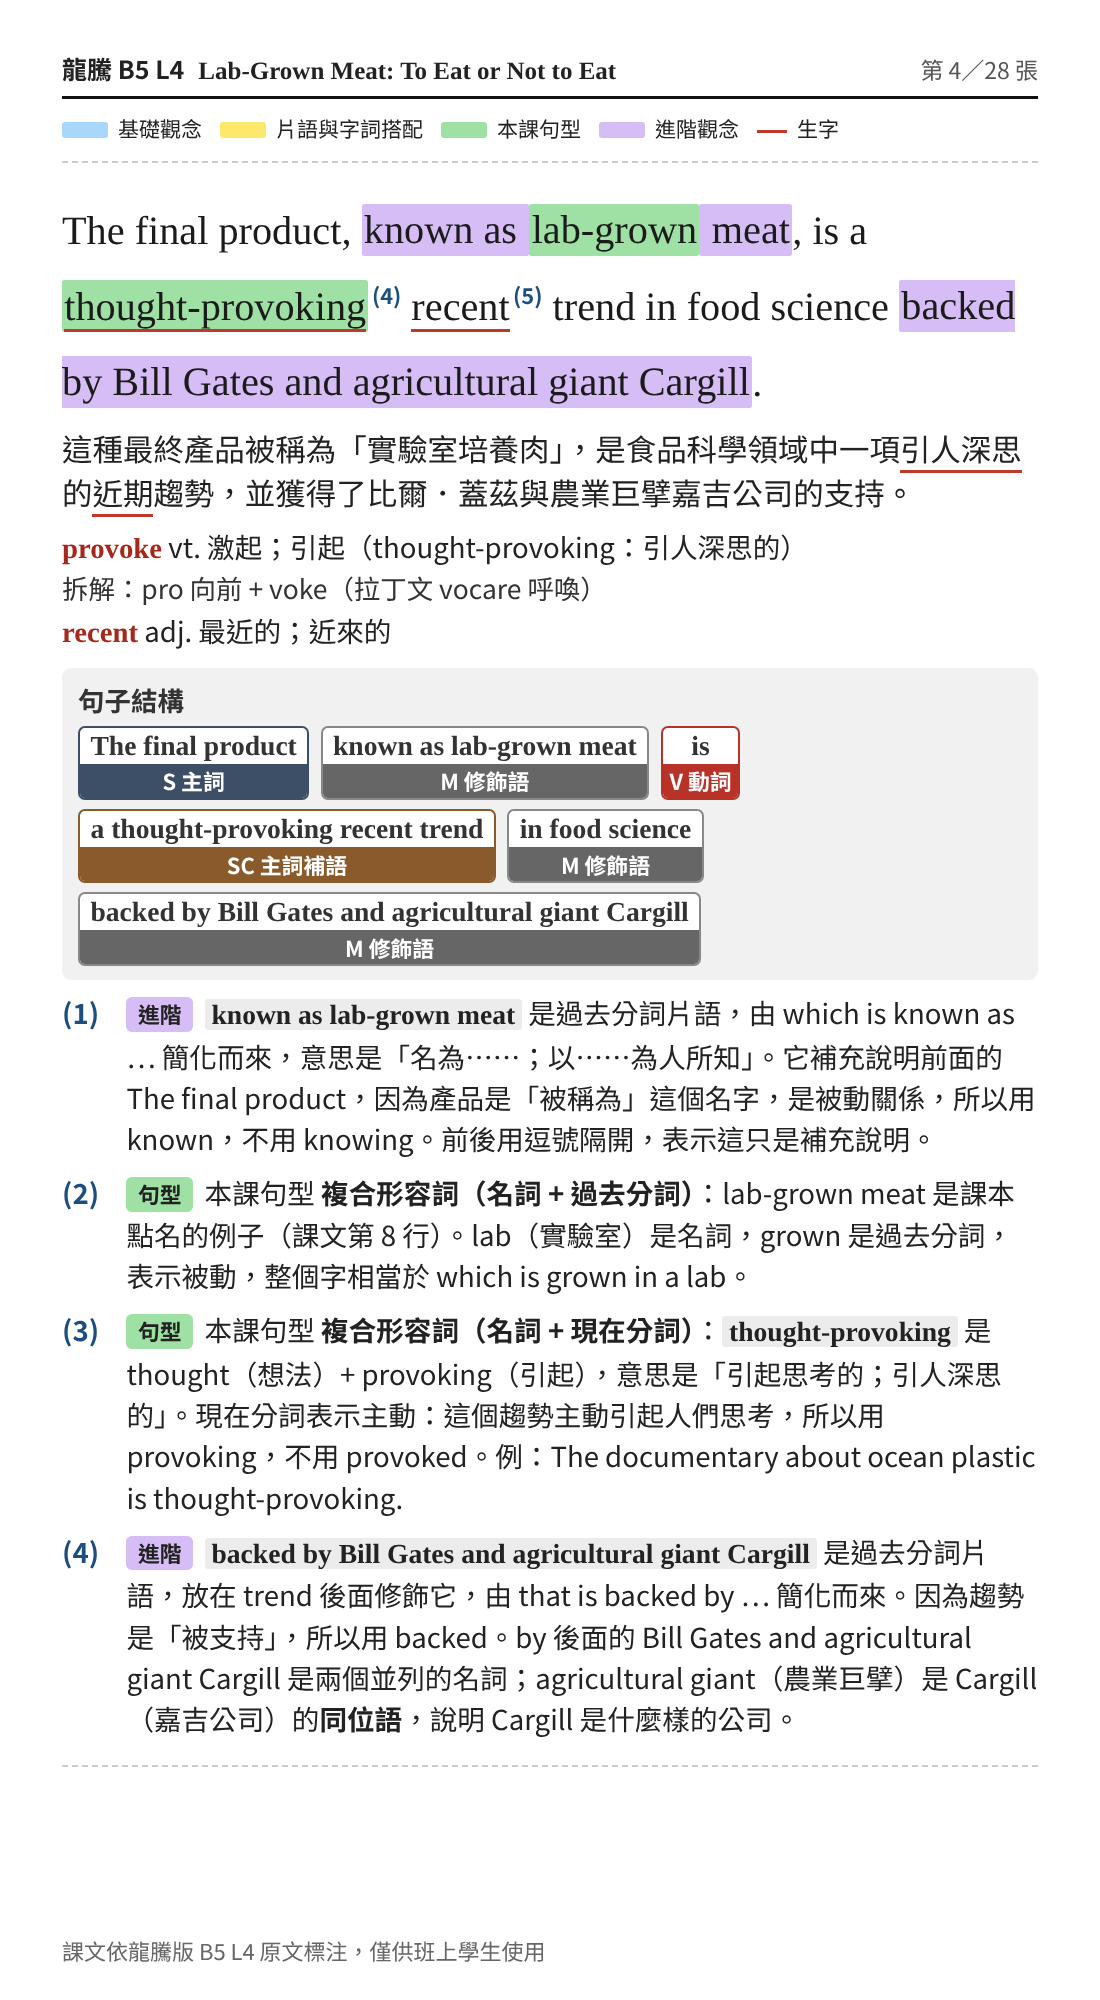 龍騰 B5 L4 Lab-Grown Meat: To Eat or Not to Eat 第 4／28 張
基礎觀念 片語與字詞搭配 本課句型 進階觀念 生字
The final product, known as lab-grown meat, is a
thought-provoking(4) recent(5) trend in food science backed
by Bill Gates and agricultural giant Cargill.
這種最終產品被稱為「實驗室培養肉」，是食品科學領域中一項引人深思
的近期趨勢，並獲得了比爾．蓋茲與農業巨擘嘉吉公司的支持。
provoke vt. 激起；引起（thought-provoking：引人深思的）
拆解：pro 向前 + voke（拉丁文 vocare 呼喚）
recent adj. 最近的；近來的
句子結構
The final product known as lab-grown meat is
S 主詞 M 修飾語 V 動詞
a thought-provoking recent trend in food science
SC 主詞補語 M 修飾語
backed by Bill Gates and agricultural giant Cargill
M 修飾語
(1) 進階 known as lab-grown meat 是過去分詞片語，由 which is known as
… 簡化而來，意思是「名為……；以……為人所知」。它補充說明前面的
The final product，因為產品是「被稱為」這個名字，是被動關係，所以用
known，不用 knowing。前後用逗號隔開，表示這只是補充說明。
(2) 句型 本課句型 複合形容詞（名詞 + 過去分詞）：lab-grown meat 是課本
點名的例子（課文第 8 行）。lab（實驗室）是名詞，grown 是過去分詞，
表示被動，整個字相當於 which is grown in a lab。
(3) 句型 本課句型 複合形容詞（名詞 + 現在分詞）：thought-provoking 是
thought（想法）+ provoking（引起），意思是「引起思考的；引人深思
的」。現在分詞表示主動：這個趨勢主動引起人們思考，所以用
provoking，不用 provoked。例：The documentary about ocean plastic
is thought-provoking.
(4) 進階 backed by Bill Gates and agricultural giant Cargill 是過去分詞片
語，放在 trend 後面修飾它，由 that is backed by … 簡化而來。因為趨勢
是「被支持」，所以用 backed。by 後面的 Bill Gates and agricultural
giant Cargill 是兩個並列的名詞；agricultural giant（農業巨擘）是 Cargill
（嘉吉公司）的同位語，說明 Cargill 是什麼樣的公司。
課文依龍騰版 B5 L4 原文標注，僅供班上學生使用